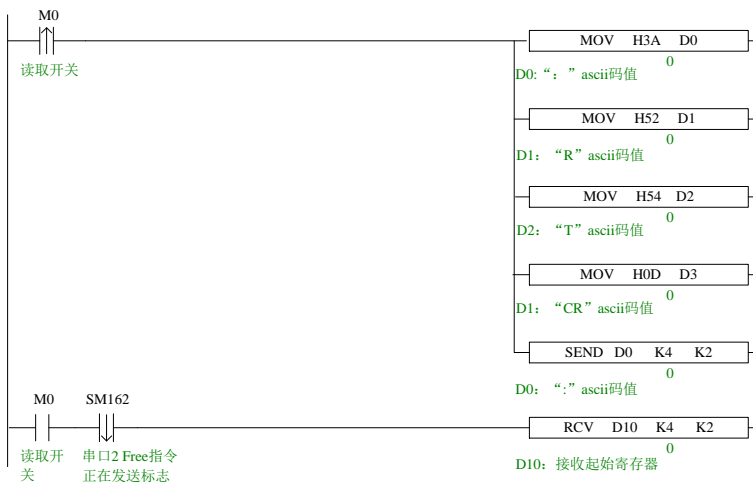 M0
读取开关
MOV H3A D0
0
D0:“：”ascii码值
MOV H52 D1
0
D1：“R”ascii码值
MOV H54 D2
0
D2：“T”ascii码值
MOV H0D D3
0
D1：“CR”ascii码值
SEND D0 K4 K2
0
D0：“:”ascii码值
M0 SM162
读取开
关
串口2 Free指令
正在发送标志
RCV D10 K4 K2
0
D10：接收起始寄存器